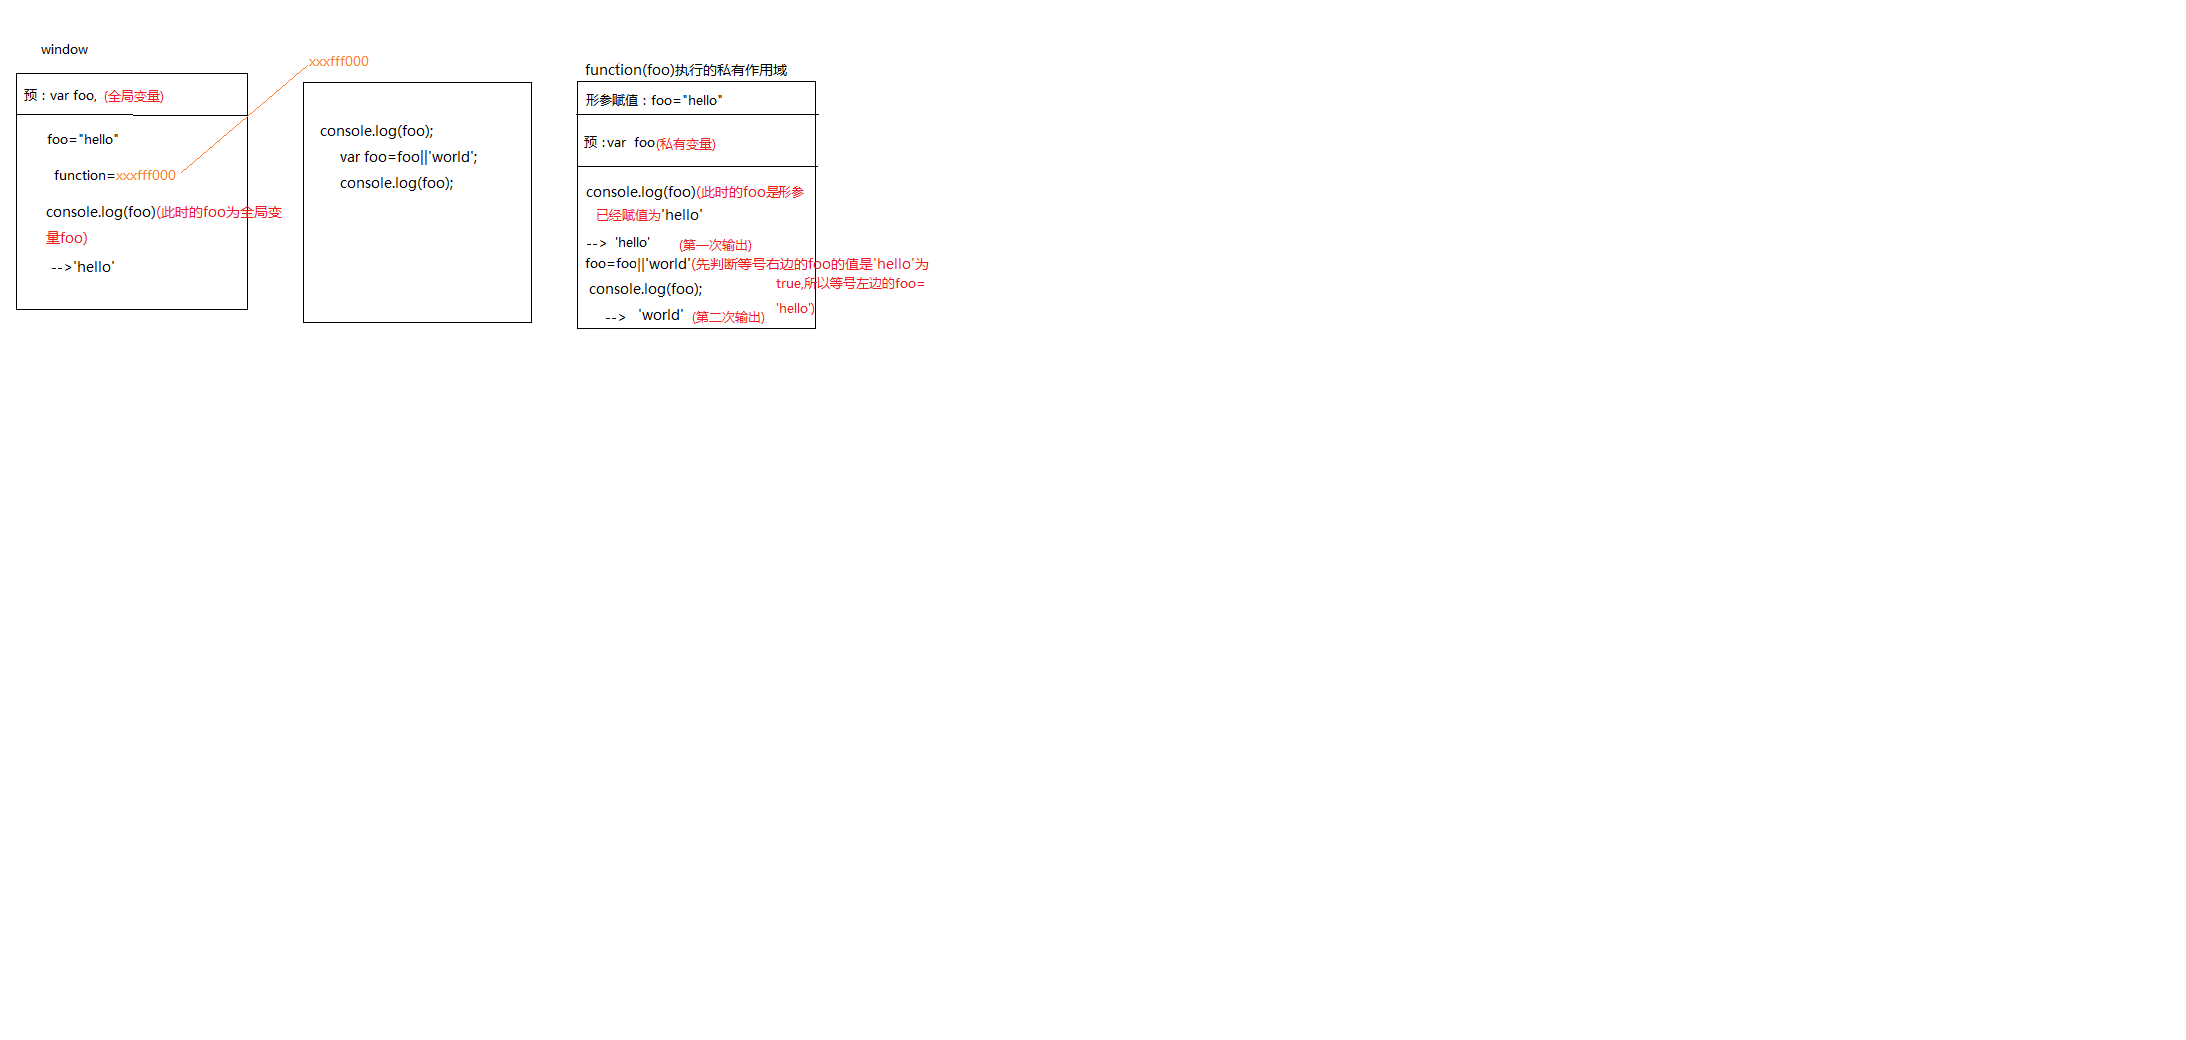 window
预：var foo, (全局变量)
foo="hello"
function=xxxfff000
console.log(foo)(此时的foo为全局变
量foo)
-->'hello'
xxxfff000
console.log(foo);
var foo=foo||'world';
console.log(foo);
function(foo)执行的私有作用域
形参赋值：foo="hello"
预：var foo(私有变量)
console.log(foo)(此时的foo是形参
已经赋值为'hello'
--> 'hello' (第一次输出)
foo=foo||'world'(先判断等号右边的foo的值是'hello'为
true,所以等号左边的foo=
'hello')
console.log(foo);
--> 'world' (第二次输出)